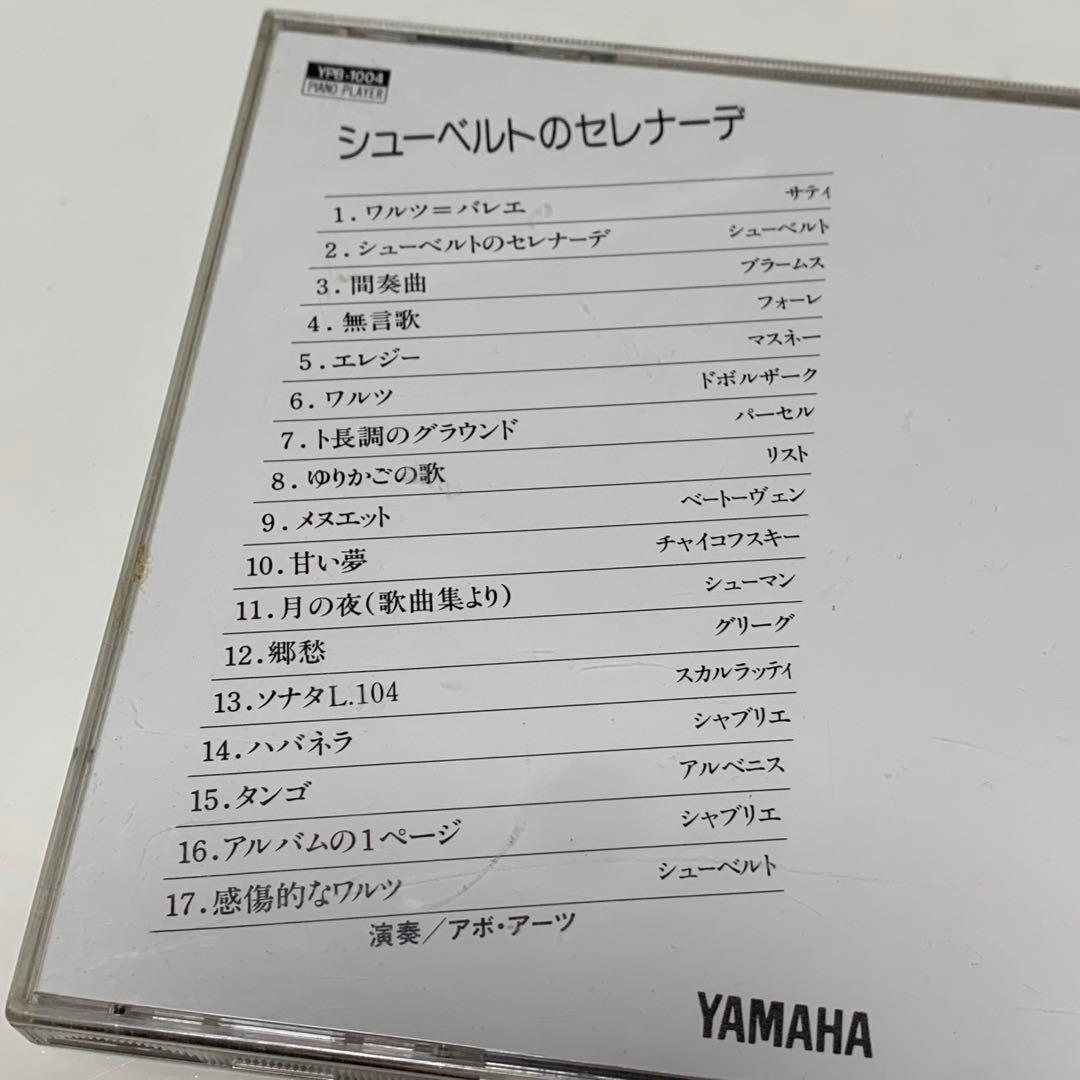 YPB・1004
PIANO PLAYER
シューベルトのセレナーデ
1.ワルツ＝バレエ サティ
2.シューベルトのセレナーデ シューベルト
3.間奏曲 ブラームス
4.無言歌 フォーレ
5.エレジー マスネー
6.ワルツ ドボルザーク
7.ト長調のグラウンド パーセル
8.ゆりかごの歌 リスト
9.メヌエット ベートーヴェン
10.甘い夢 チャイコフスキー
11.月の夜(歌曲集より) シューマン
12.郷愁 グリーグ
13.ソナタL.104 スカルラッティ
14.ハバネラ シャブリエ
15.タンゴ アルベニス
16.アルバムの1ページ シャブリエ
17.感傷的なワルツ シューベルト
演奏／アボ・アーツ
YAMAHA